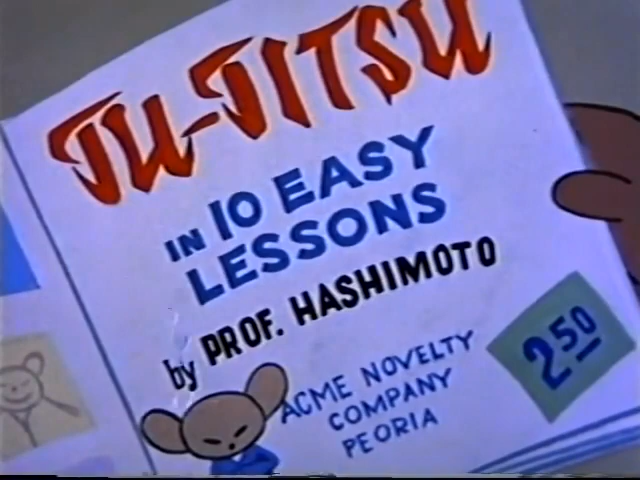 JU-JITSU
IN 10 EASY
LESSONS
by PROF. HASHIMOTO
ACME NOVELTY
COMPANY
PEORIA
2.50